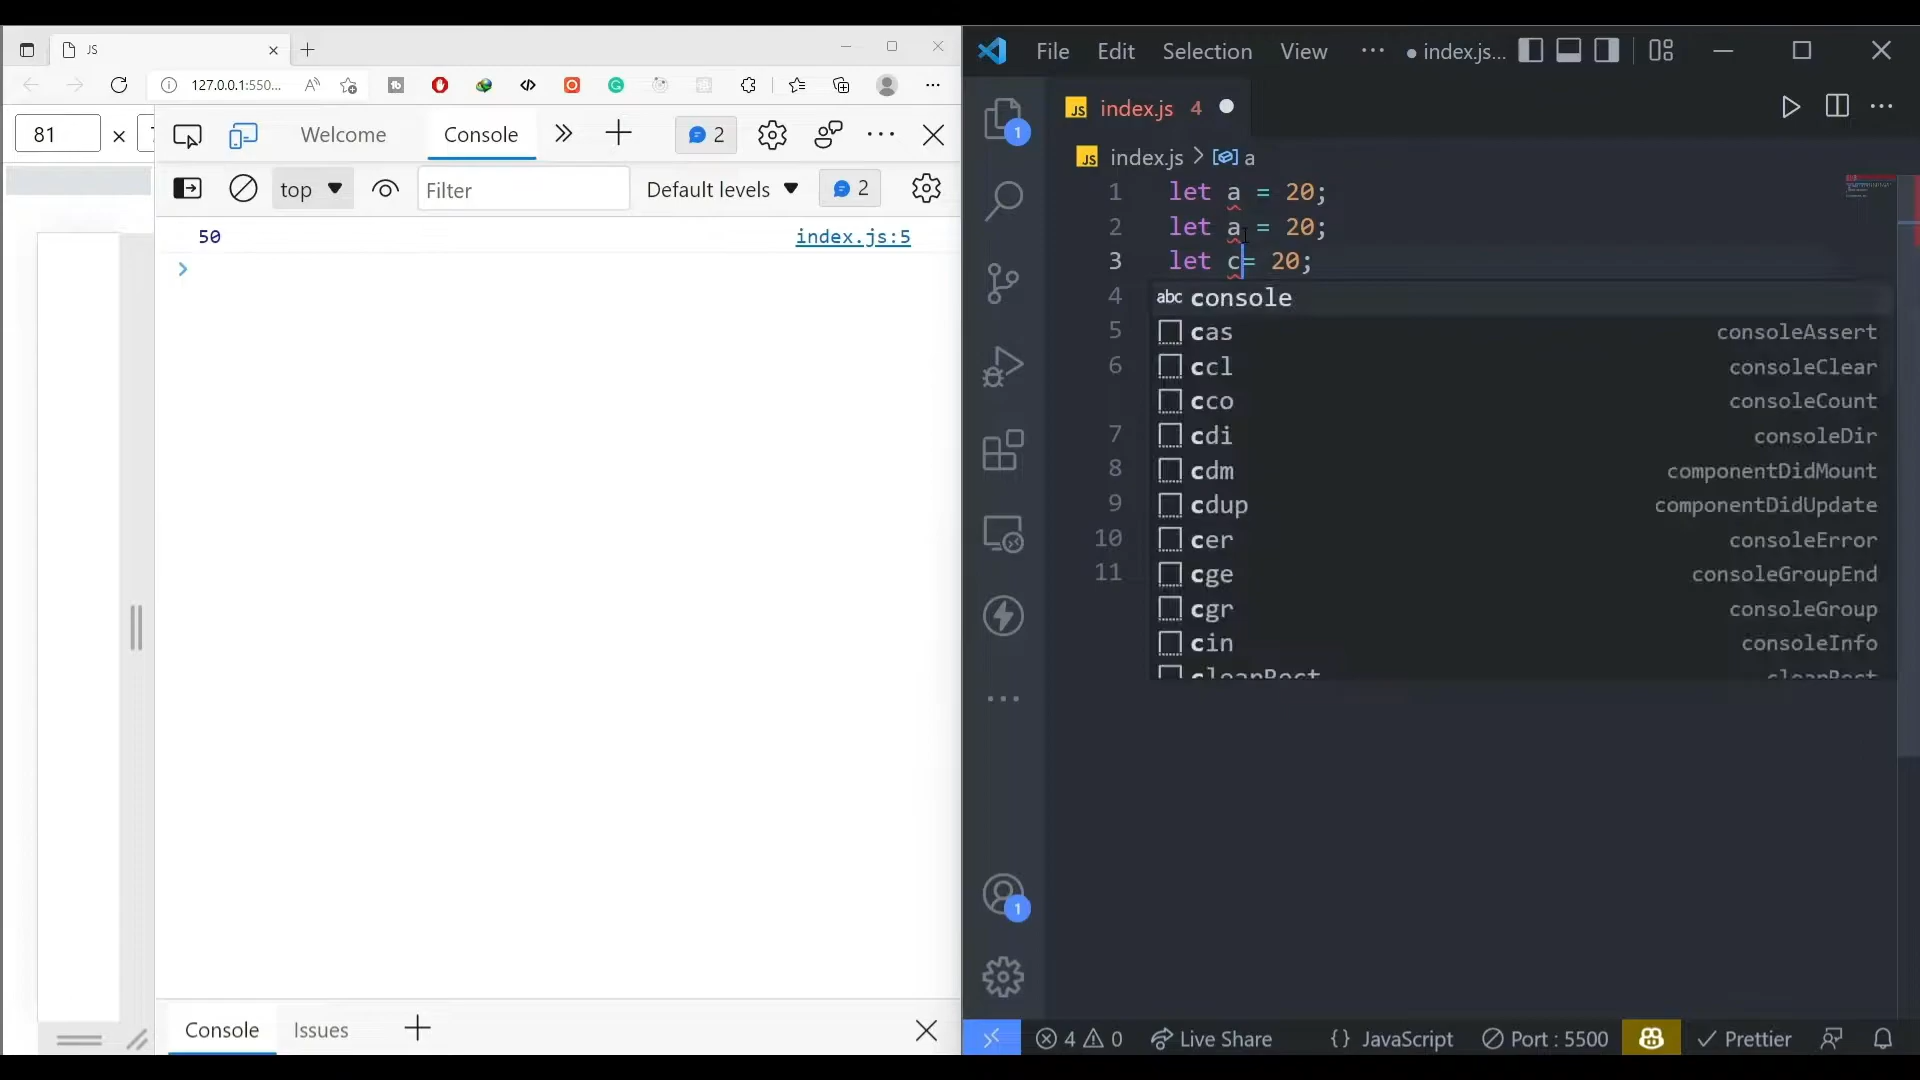 JS
127.0.0.1:550...
81
×
Welcome
Console
2
top
Filter
Default levels
2
50
index.js:5
Console
Issues
File Edit Selection View ... ● index.js...
JS index.js 4
JS index.js > a
1 let a = 20;
2 let a = 20;
3 let c= 20;
4
5
6
7
8
9
10
11
abc console
cas consoleAssert
ccl consoleClear
cco consoleCount
cdi consoleDir
cdm componentDidMount
cdup componentDidUpdate
cer consoleError
cge consoleGroupEnd
cgr consoleGroup
cin consoleInfo
1
1
4 0 Live Share {} JavaScript Port : 5500 Prettier